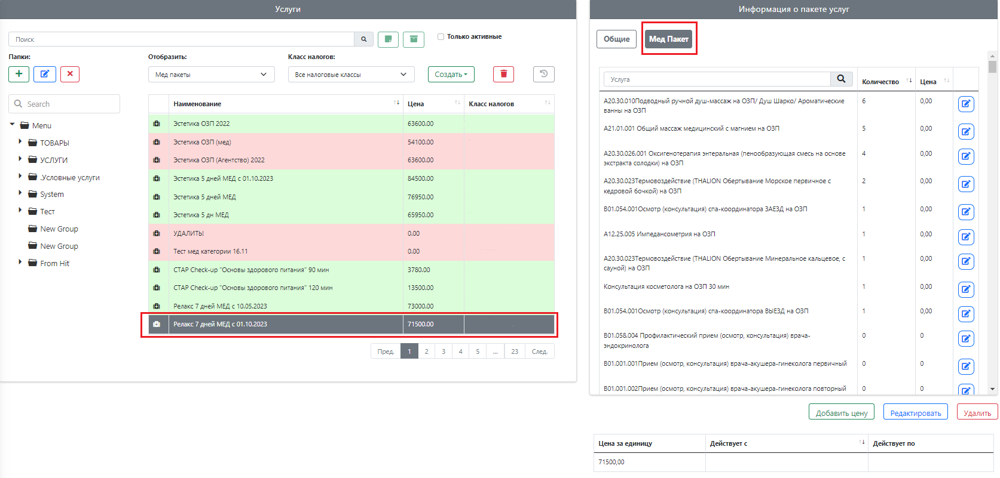 Услуги
Поиск
Только активные
Папки:
Отобразить:
Класс налогов:
Мед пакеты
Все налоговые классы
Создать
Search
Menu
ТОВАРЫ
УСЛУГИ
.Условные услуги
System
Тест
New Group
New Group
From Hit
Наименование
Цена
Класс налогов
Эстетика ОЗП 2022
63600.00
Эстетика ОЗП (мед)
54100.00
Эстетика ОЗП (Агентство) 2022
63600.00
Эстетика 5 дней МЕД с 01.10.2023
84500.00
Эстетика 5 дней МЕД
76950.00
Эстетика 5 дн МЕД
65950.00
УДАЛИТЬ!
0.00
Тест мед категории 16.11
0.00
СТАР Check-up "Основы здорового питания" 90 мин
3780.00
СТАР Check-up "Основы здорового питания" 120 мин
13500.00
Релакс 7 дней МЕД с 10.05.2023
73000.00
Релакс 7 дней МЕД с 01.10.2023
71500.00
Пред.
1
2
3
4
5
...
23
След.
Информация о пакете услуг
Общие
Мед Пакет
Услуга
Количество
Цена
А20.30.010Подводный ручной душ-массаж на ОЗП/ Душ Шарко/ Ароматические
ванны на ОЗП
6
0,00
А21.01.001 Общий массаж медицинский с магнием на ОЗП
5
0,00
А20.30.026.001 Оксигенотерапия энтеральная (пенообразующая смесь на основе
экстракта солодки) на ОЗП
4
0,00
А20.30.023Термовоздействие (THALION Обертывание Морское первичное с
кедровой бочкой) на ОЗП
2
0,00
В01.054.001Осмотр (консультация) спа-координатора ЗАЕЗД на ОЗП
1
0,00
А12.25.005 Импедансометрия на ОЗП
1
0,00
А20.30.023Термовоздействие (THALION Обертывание Минеральное кальцевое, с
сауной) на ОЗП
1
0,00
Консультация косметолога на ОЗП 30 мин
1
0,00
В01.054.001Осмотр (консультация) спа-координатора ВЫЕЗД на ОЗП
1
0,00
В01.058.004 Профилактический прием (осмотр, консультация) врача-
эндокринолога
0
0,00
В01.001.001Прием (осмотр, консультация) врача-акушера-гинеколога первичный
0
0
В01.001.002Прием (осмотр, консультация) врача-акушера-гинеколога повторный
0
0
Добавить цену
Редактировать
Удалить
Цена за единицу
Действует с
Действует по
71500,00